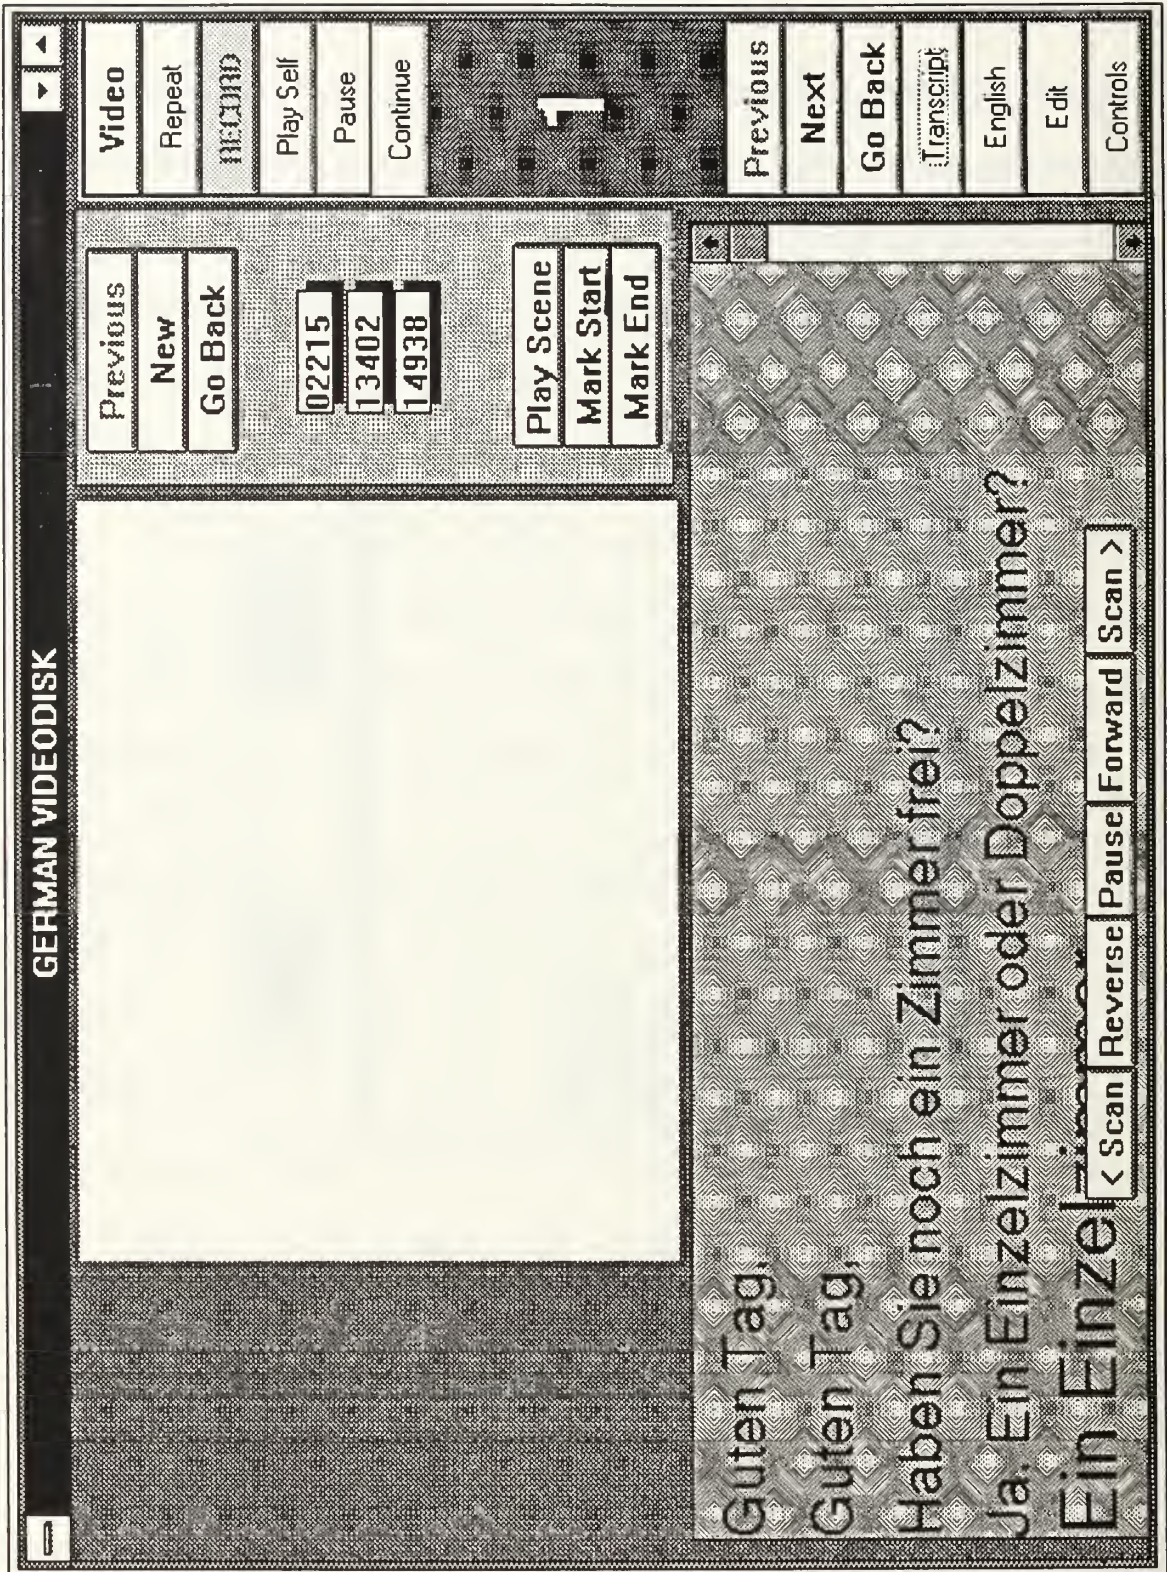 GERMAN VIDEODISK
Previous
New
Go Back
02215
13402
14938
Play Scene
Mark Start
Mark End
Video
Repeat
RECORD
Play Self
Pause
Continue
1
Previous
Next
Go Back
Transcript
English
Edit
Controls
Guten Tag,
Guten Tag,
Haben Sie noch ein Zimmer frei?
Ja. Ein Einzelzimmer oder Doppelzimmer?
Ein Einzelzimmer
< Scan Reverse Pause Forward Scan >